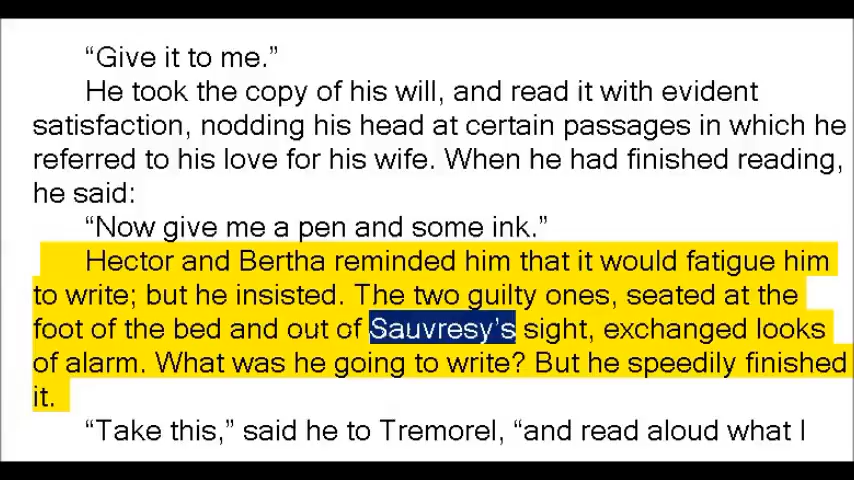 “Give it to me.”
He took the copy of his will, and read it with evident
satisfaction, nodding his head at certain passages in which he
referred to his love for his wife. When he had finished reading,
he said:
“Now give me a pen and some ink.”
Hector and Bertha reminded him that it would fatigue him
to write; but he insisted. The two guilty ones, seated at the
foot of the bed and out of Sauvresy’s sight, exchanged looks
of alarm. What was he going to write? But he speedily finished
it.
“Take this,” said he to Tremorel, “and read aloud what I